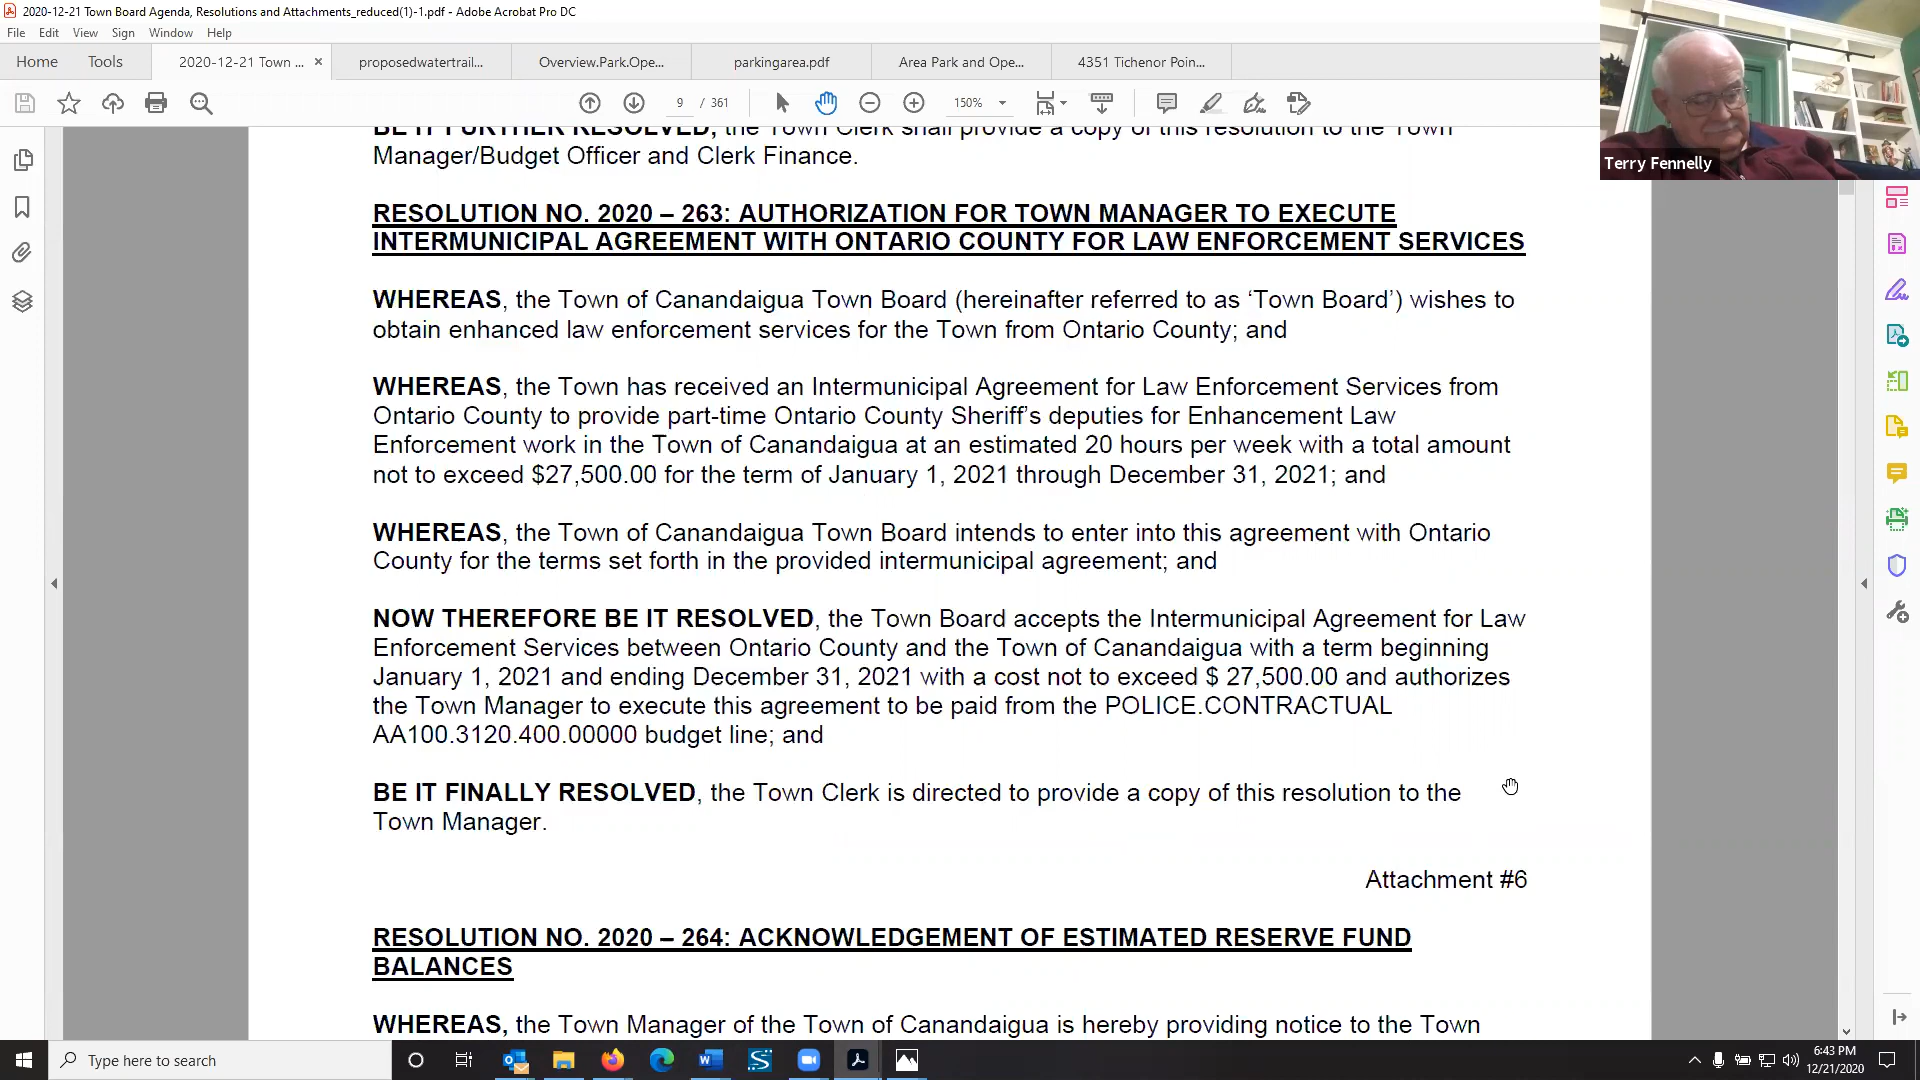 2020-12-21 Town Board Agenda, Resolutions and Attachments_reduced(1)-1.pdf - Adobe Acrobat Pro DC
File Edit View Sign Window Help
Home Tools 2020-12-21 Town ... × proposedwatertrail... Overview.Park.Ope... parkingarea.pdf Area Park and Ope... 4351 Tichenor Poin...
9 / 361 150%
Terry Fennelly
BE IT FURTHER RESOLVED, the Town Clerk shall provide a copy of this resolution to the Town
Manager/Budget Officer and Clerk Finance.
RESOLUTION NO. 2020 – 263: AUTHORIZATION FOR TOWN MANAGER TO EXECUTE
INTERMUNICIPAL AGREEMENT WITH ONTARIO COUNTY FOR LAW ENFORCEMENT SERVICES
WHEREAS, the Town of Canandaigua Town Board (hereinafter referred to as ‘Town Board’) wishes to
obtain enhanced law enforcement services for the Town from Ontario County; and
WHEREAS, the Town has received an Intermunicipal Agreement for Law Enforcement Services from
Ontario County to provide part-time Ontario County Sheriff’s deputies for Enhancement Law
Enforcement work in the Town of Canandaigua at an estimated 20 hours per week with a total amount
not to exceed $27,500.00 for the term of January 1, 2021 through December 31, 2021; and
WHEREAS, the Town of Canandaigua Town Board intends to enter into this agreement with Ontario
County for the terms set forth in the provided intermunicipal agreement; and
NOW THEREFORE BE IT RESOLVED, the Town Board accepts the Intermunicipal Agreement for Law
Enforcement Services between Ontario County and the Town of Canandaigua with a term beginning
January 1, 2021 and ending December 31, 2021 with a cost not to exceed $ 27,500.00 and authorizes
the Town Manager to execute this agreement to be paid from the POLICE.CONTRACTUAL
AA100.3120.400.00000 budget line; and
BE IT FINALLY RESOLVED, the Town Clerk is directed to provide a copy of this resolution to the
Town Manager.
Attachment #6
RESOLUTION NO. 2020 – 264: ACKNOWLEDGEMENT OF ESTIMATED RESERVE FUND
BALANCES
WHEREAS, the Town Manager of the Town of Canandaigua is hereby providing notice to the Town
Type here to search
6:43 PM
12/21/2020